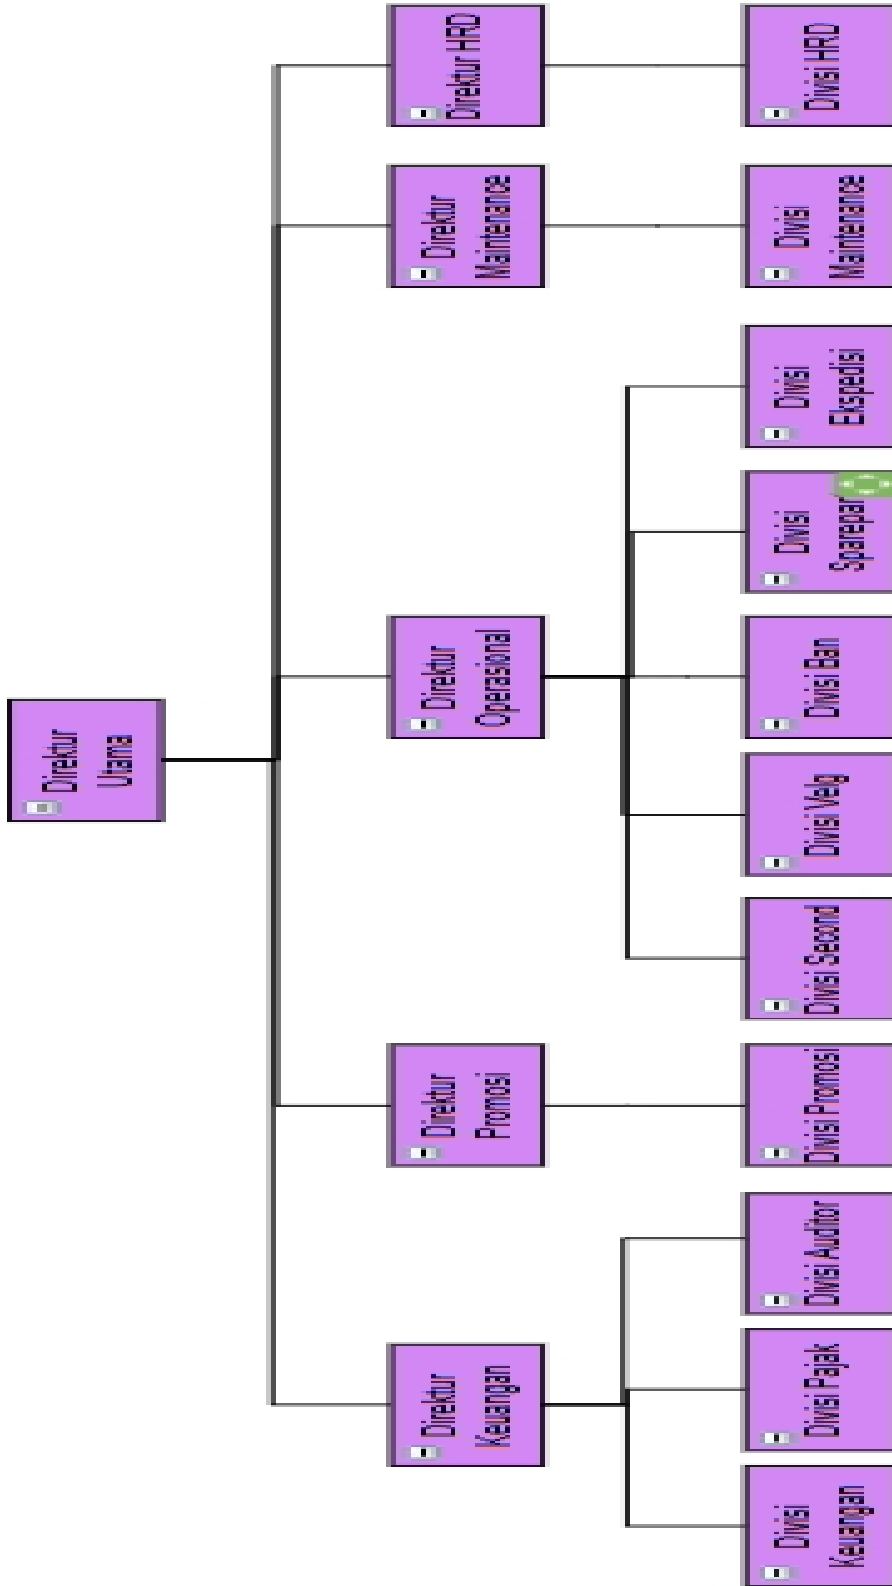 Direktur
Utama
Direktur
Keuangan
Direktur
Promosi
Direktur
Operasional
Direktur
Maintenance
Direktur HRD
Divisi
Keuangan
Divisi Pajak
Divisi Auditor
Divisi Promosi
Divisi Second
Divisi Velg
Divisi Ban
Divisi
Sparepar
Divisi
Ekspedisi
Divisi
Maintenance
Divisi HRD